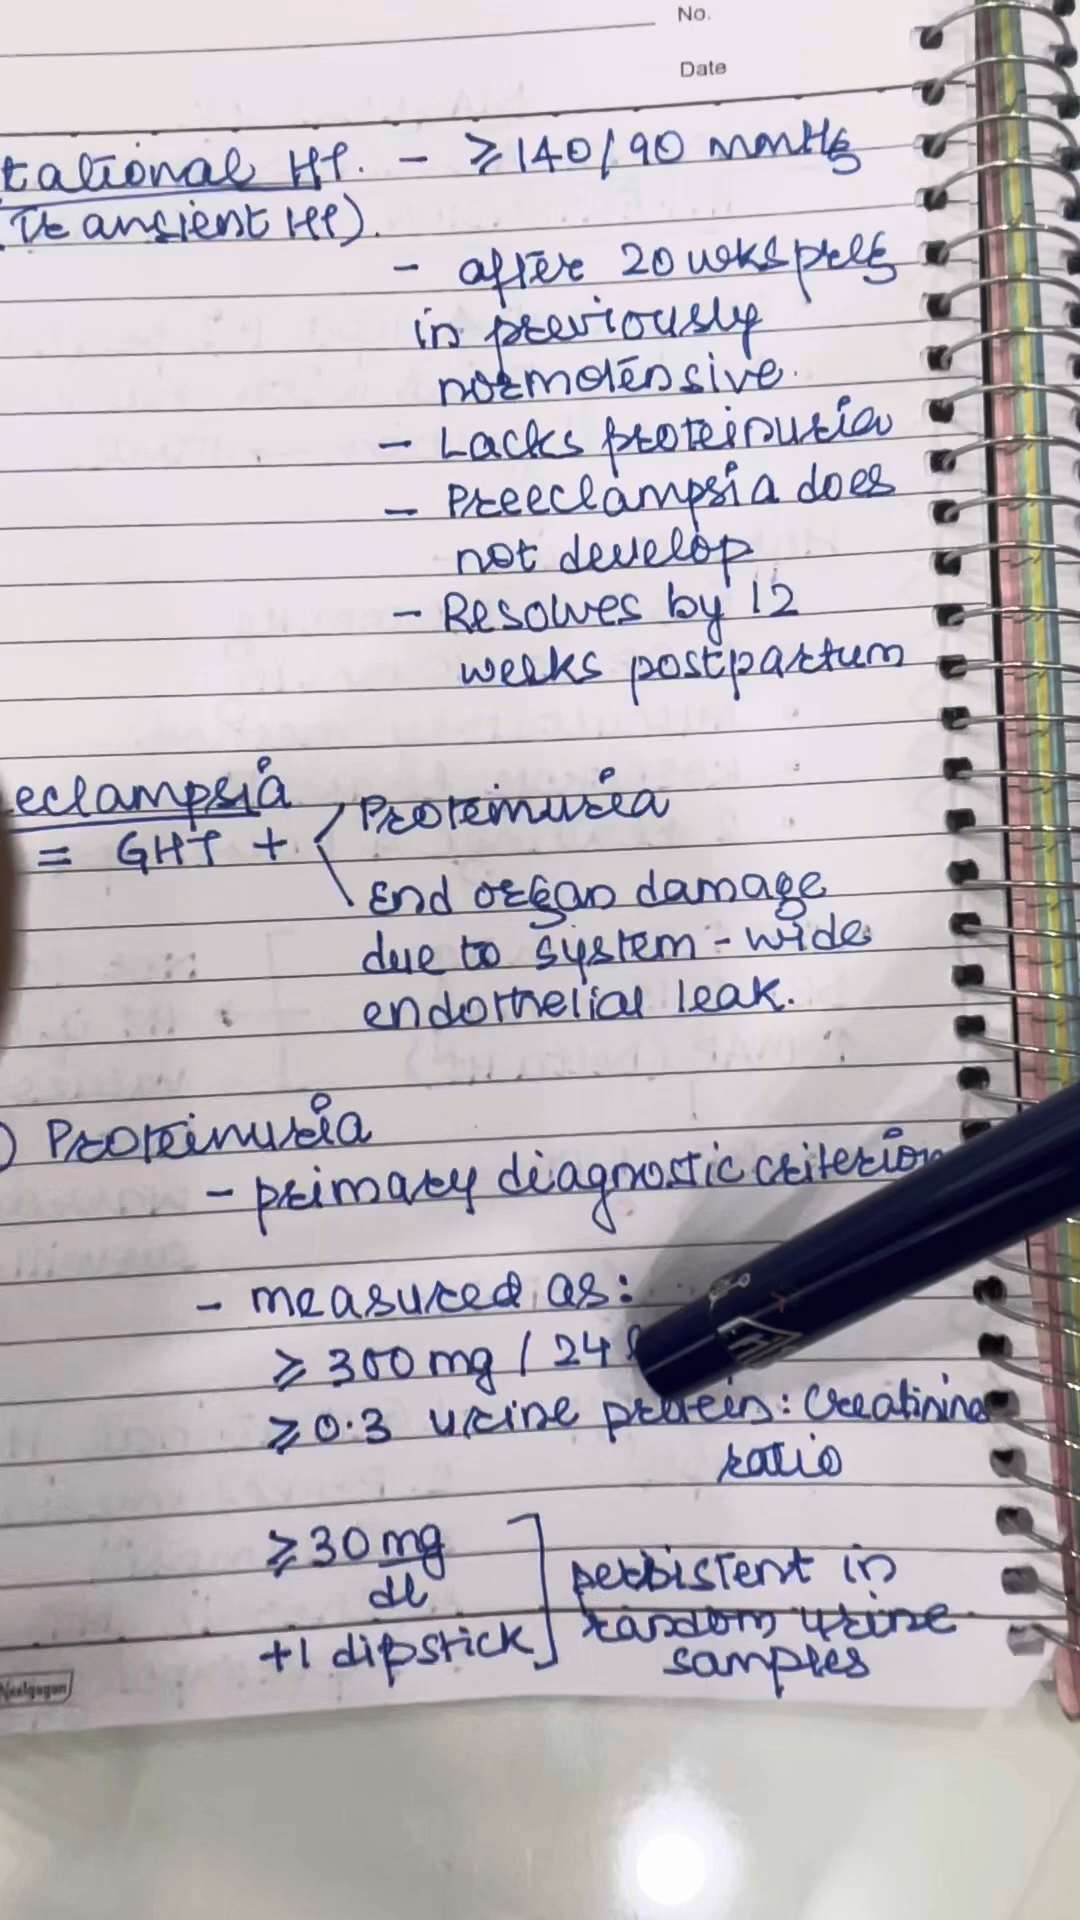 No.
Date
tational HT. - ≥ 140/90 mmHg
(Transient HT).
- after 20 wks preg
in previously
normotensive.
- Lacks proteinuria
- Preeclampsia does
not develop
- Resolves by 12
weeks postpartum
eclampsia
= GHT + Proteinuria
End organ damage
due to system-wide
endothelial leak.
) Proteinuria
- primary diagnostic criterion
- measured as:
≥ 300 mg / 24
≥ 0.3 urine protein: Creatinine
ratio
≥ 30 mg
dl
+1 dipstick
persistent in
random urine
samples
Neelgagan